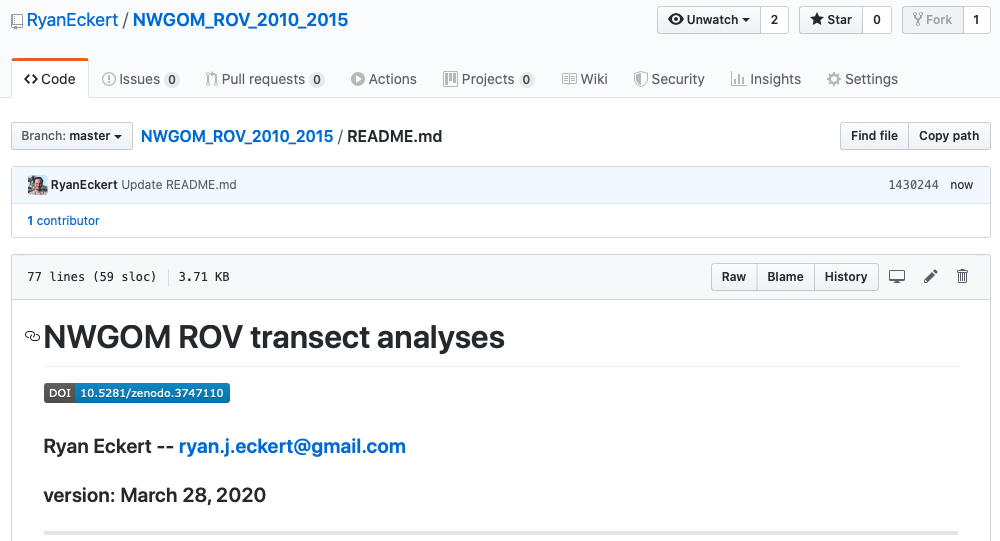 RyanEckert / NWGOM_ROV_2010_2015
Unwatch 2 Star 0 Fork 1
Code Issues 0 Pull requests 0 Actions Projects 0 Wiki Security Insights Settings
Branch: master NWGOM_ROV_2010_2015 / README.md Find file Copy path
RyanEckert Update README.md 1430244 now
1 contributor
77 lines (59 sloc) 3.71 KB Raw Blame History
NWGOM ROV transect analyses
DOI 10.5281/zenodo.3747110
Ryan Eckert -- ryan.j.eckert@gmail.com
version: March 28, 2020